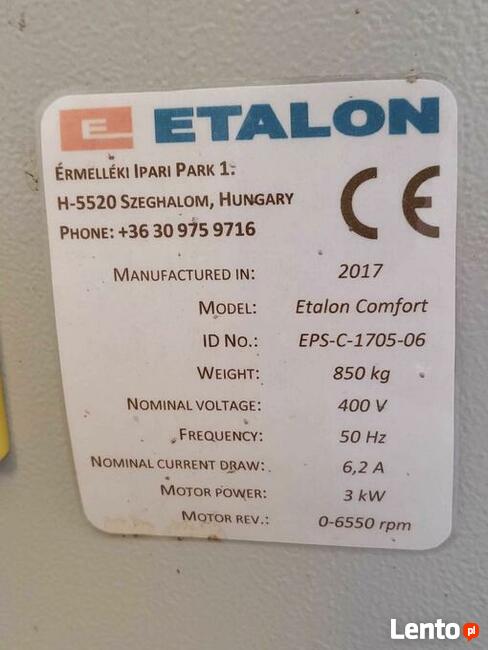 E ETALON
ÉRMELLÉKI IPARI PARK 1.
H-5520 SZEGHALOM, HUNGARY
PHONE: +36 30 975 9716
CE
MANUFACTURED IN: 2017
MODEL: Etalon Comfort
ID NO.: EPS-C-1705-06
WEIGHT: 850 kg
NOMINAL VOLTAGE: 400 V
FREQUENCY: 50 Hz
NOMINAL CURRENT DRAW: 6,2 A
MOTOR POWER: 3 kW
MOTOR REV.: 0-6550 rpm
Lento.pl